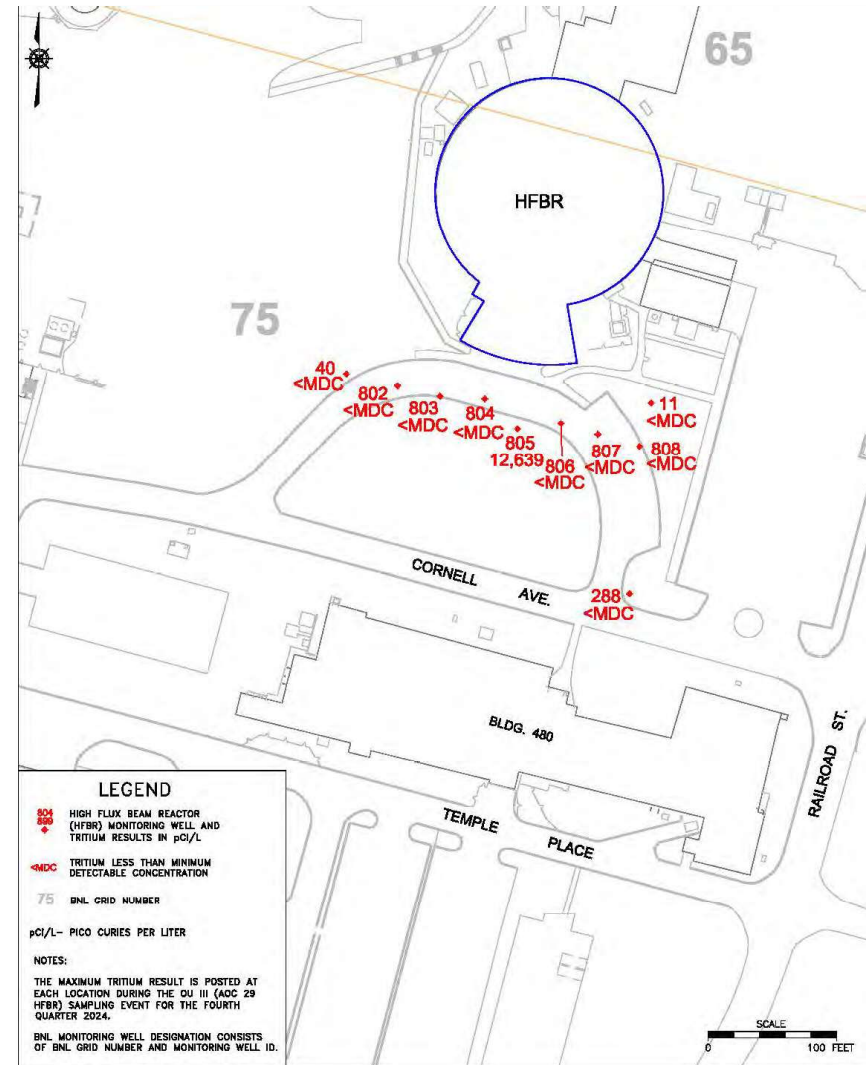 65
HFBR
75
40
<MDC
802
<MDC
803
<MDC
804
<MDC
805
12,639
806
<MDC
807
<MDC
808
<MDC
11
<MDC
288
<MDC
CORNELL AVE.
BLDG. 480
TEMPLE PLACE
RAILROAD ST.
LEGEND
804
899
HIGH FLUX BEAM REACTOR
(HFBR) MONITORING WELL AND
TRITIUM RESULTS IN pCi/L
<MDC
TRITIUM LESS THAN MINIMUM
DETECTABLE CONCENTRATION
75
BNL GRID NUMBER
pCi/L- PICO CURIES PER LITER
NOTES:
THE MAXIMUM TRITIUM RESULT IS POSTED AT
EACH LOCATION DURING THE OU III (AOC 29
HFBR) SAMPLING EVENT FOR THE FOURTH
QUARTER 2024.
BNL MONITORING WELL DESIGNATION CONSISTS
OF BNL GRID NUMBER AND MONITORING WELL ID.
SCALE
0
100 FEET